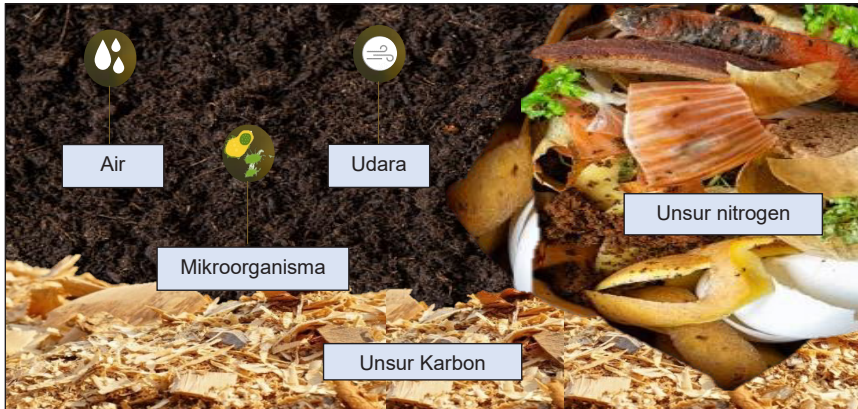 Air
Udara
Unsur nitrogen
Mikroorganisma
Unsur Karbon